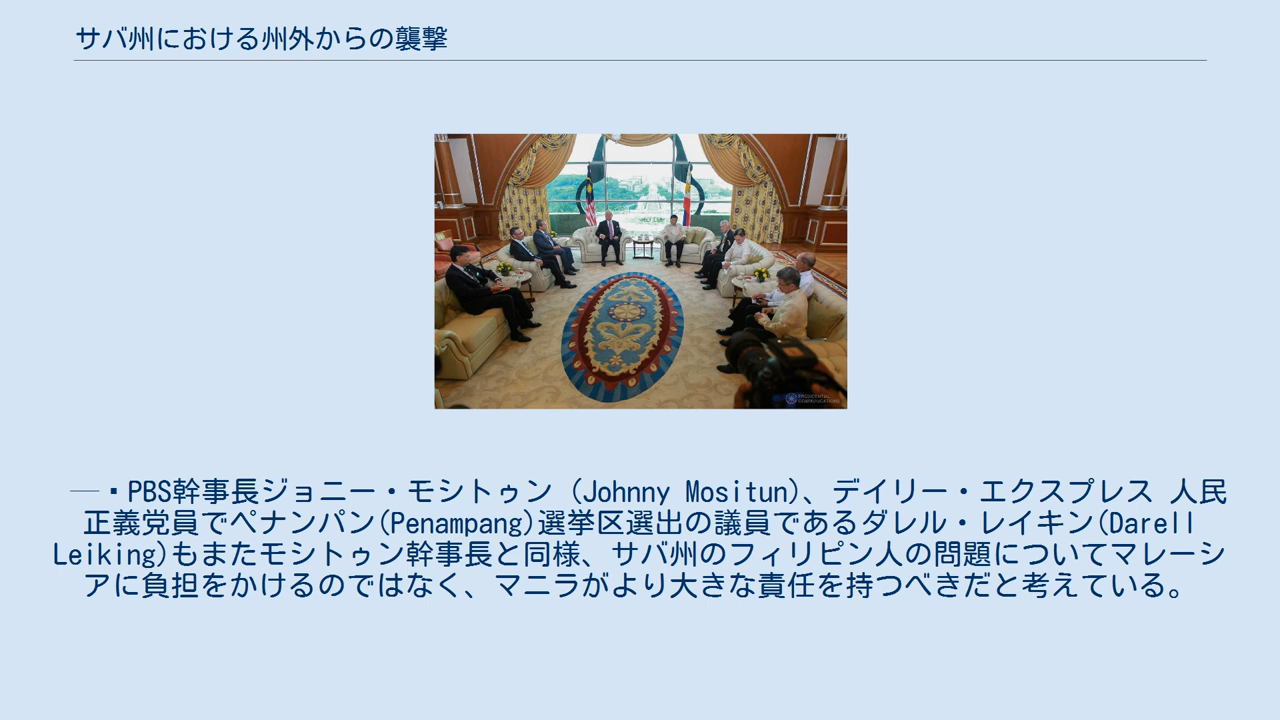 サバ州における州外からの襲撃
PRESIDENTIAL
COMMUNICATIONS
―・PBS幹事長ジョニー・モシトゥン (Johnny Mositun)、デイリー・エクスプレス 人民
正義党員でペナンパン(Penampang)選挙区選出の議員であるダレル・レイキン(Darell
Leiking)もまたモシトゥン幹事長と同様、サバ州のフィリピン人の問題についてマレーシ
アに負担をかけるのではなく、マニラがより大きな責任を持つべきだと考えている。